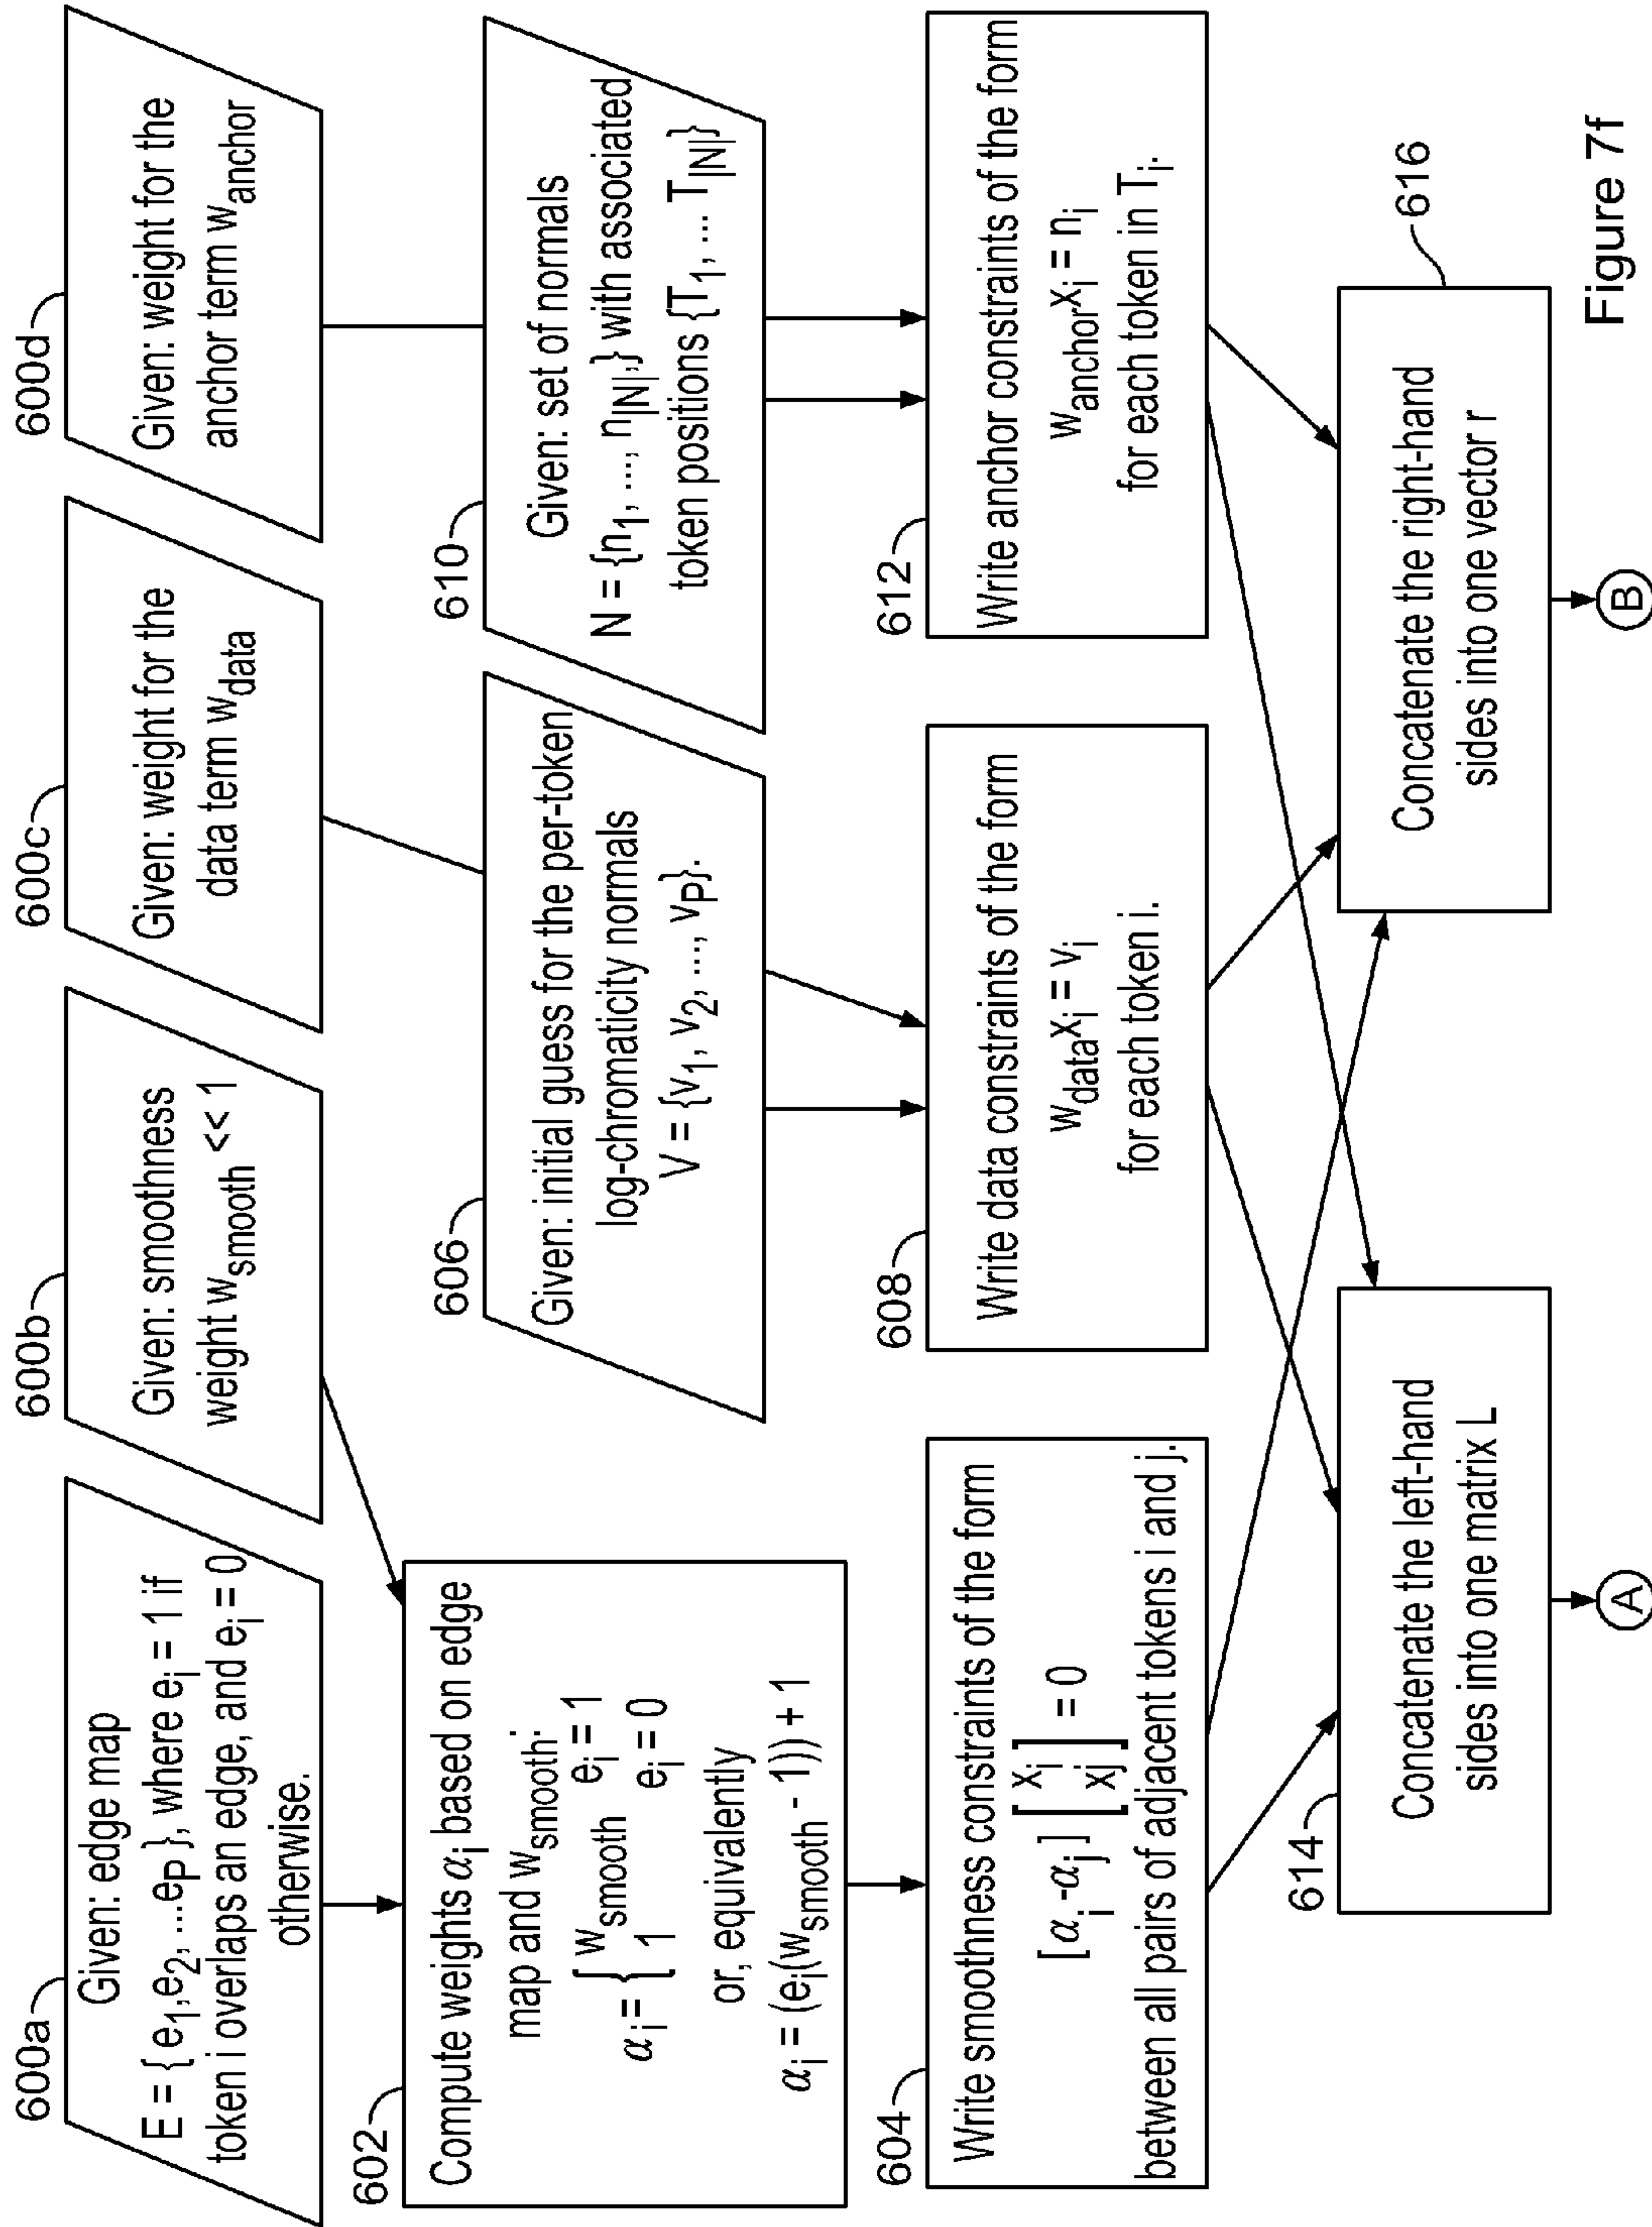 600a
Given: edge map
E = { e1,e2,...eP}, where ei = 1 if
token i overlaps an edge, and ei = 0
otherwise.
600b
Given: smoothness
weight wsmooth << 1
600c
Given: weight for the
data term wdata
600d
Given: weight for the
anchor term wanchor
602
Compute weights αi based on edge
map and wsmooth:
αi = { wsmooth ei = 1
1 ei = 0
or, equivalently
αi = (ei(wsmooth - 1)) + 1
606
Given: initial guess for the per-token
log-chromaticity normals
V = {v1, v2, ..., vP}.
610
Given: set of normals
N = {n1, ..., n|N|,} with associated
token positions {T1, ... T|N|}
604
Write smoothness constraints of the form
[αi -αj] [xi xj] = 0
between all pairs of adjacent tokens i and j.
608
Write data constraints of the form
wdataxi = vi
for each token i.
612
Write anchor constraints of the form
wanchorxi = ni
for each token in Ti.
614
Concatenate the left-hand
sides into one matrix L
616
Concatenate the right-hand
sides into one vector r
A
B
Figure 7f